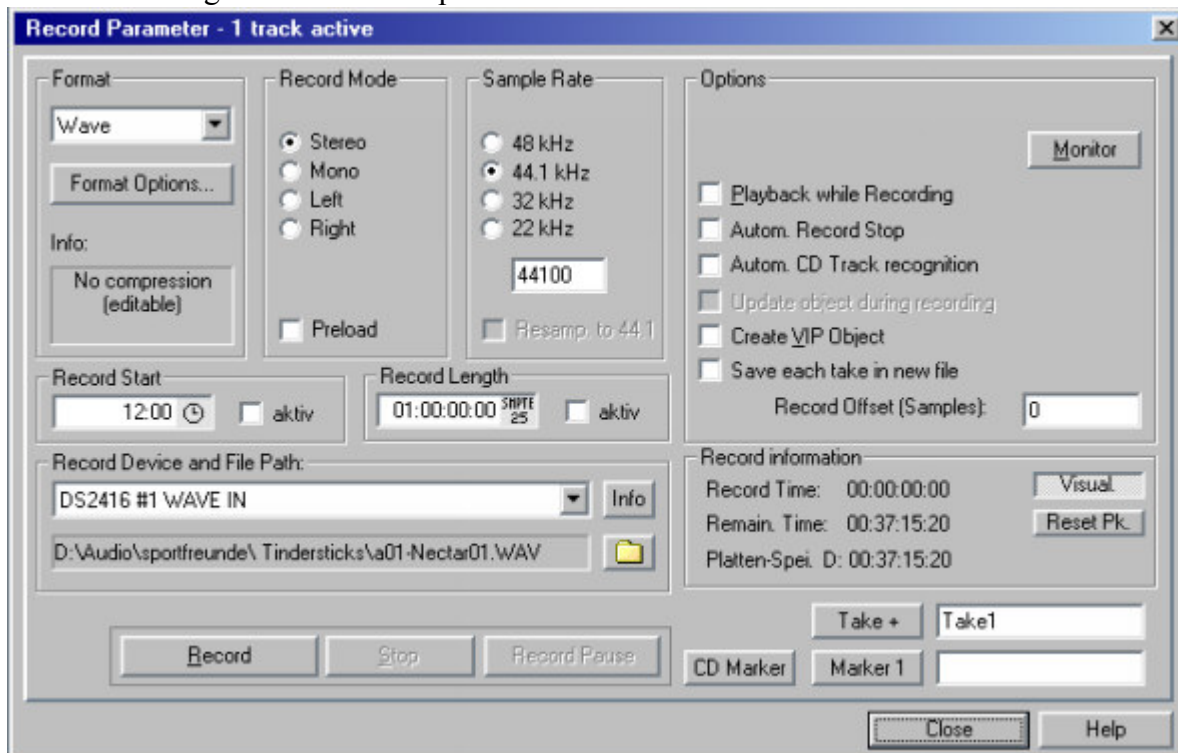 Record Parameter - 1 track active
Format
Wave
Format Options...
Info:
No compression
(editable)
Record Mode
Stereo
Mono
Left
Right
Preload
Sample Rate
48 kHz
44.1 kHz
32 kHz
22 kHz
44100
Resamp. to 44.1
Options
Monitor
Playback while Recording
Autom. Record Stop
Autom. CD Track recognition
Update object during recording
Create VIP Object
Save each take in new file
Record Offset (Samples): 0
Record Start
12:00 aktiv
Record Length
01:00:00:00 SMPTE 25 aktiv
Record Device and File Path:
DS2416 #1 WAVE IN Info
D:\Audio\sportfreunde\ Tindersticks\a01-Nectar01.WAV
Record information
Record Time: 00:00:00:00 Visual.
Remain. Time: 00:37:15:20 Reset Pk.
Platten-Spei. D: 00:37:15:20
Record Stop Record Pause
Take + Take1
CD Marker Marker 1
Close Help